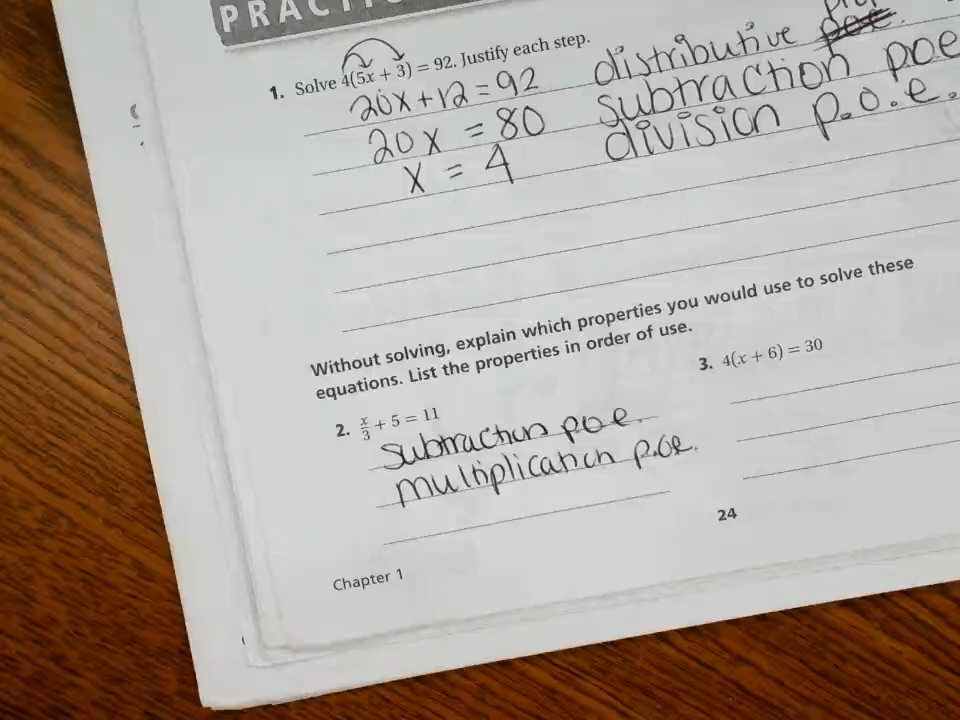 PRACTI
1. Solve 4(5x + 3) = 92. Justify each step.
20x+12=92 distributive
20x = 80 subtraction poe
x = 4 division p.o.e.
Without solving, explain which properties you would use to solve these
equations. List the properties in order of use.
2. x/3 + 5 = 11
3. 4(x + 6) = 30
subtraction p.o.e.
multiplication p.o.e.
24
Chapter 1